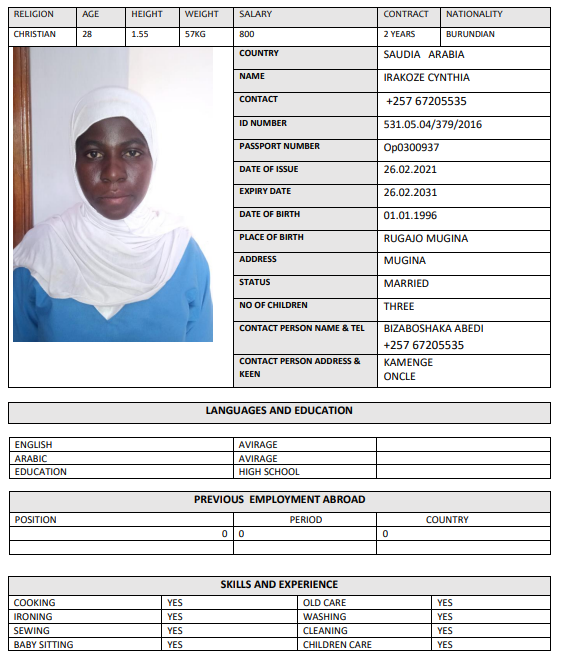 RELIGION AGE HEIGHT WEIGHT SALARY CONTRACT NATIONALITY
CHRISTIAN 28 1.55 57KG 800 2 YEARS BURUNDIAN
COUNTRY SAUDIA ARABIA
NAME IRAKOZE CYNTHIA
CONTACT +257 67205535
ID NUMBER 531.05.04/379/2016
PASSPORT NUMBER Op0300937
DATE OF ISSUE 26.02.2021
EXPIRY DATE 26.02.2031
DATE OF BIRTH 01.01.1996
PLACE OF BIRTH RUGAJO MUGINA
ADDRESS MUGINA
STATUS MARRIED
NO OF CHILDREN THREE
CONTACT PERSON NAME & TEL BIZABOSHAKA ABEDI
+257 67205535
CONTACT PERSON ADDRESS & KAMENGE
KEEN ONCLE
LANGUAGES AND EDUCATION
ENGLISH AVIRAGE
ARABIC AVIRAGE
EDUCATION HIGH SCHOOL
PREVIOUS EMPLOYMENT ABROAD
POSITION PERIOD COUNTRY
0 0 0
SKILLS AND EXPERIENCE
COOKING YES OLD CARE YES
IRONING YES WASHING YES
SEWING YES CLEANING YES
BABY SITTING YES CHILDREN CARE YES